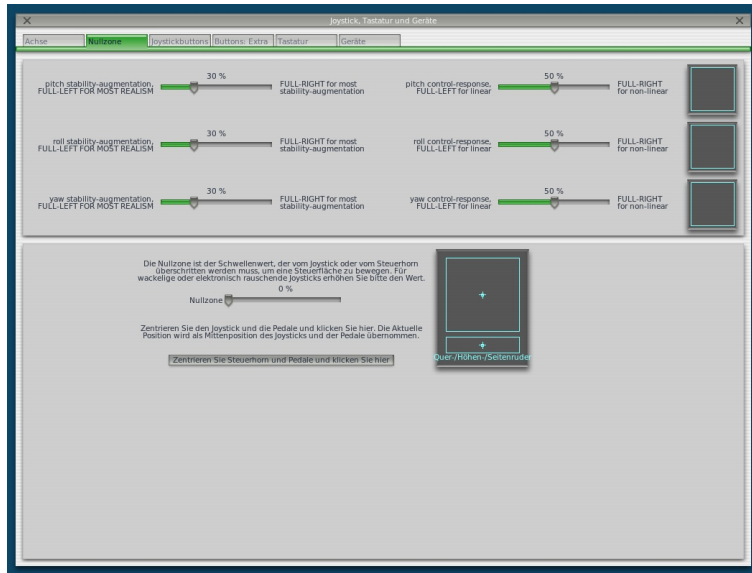 Joystick, Tastatur und Geräte
Achse
Nullzone
Joystickbuttons
Buttons: Extra
Tastatur
Geräte
pitch stability-augmentation,
FULL-LEFT FOR MOST REALISM
30 %
FULL-RIGHT for most
stability-augmentation
pitch control-response,
FULL-LEFT for linear
50 %
FULL-RIGHT
for non-linear
roll stability-augmentation,
FULL-LEFT FOR MOST REALISM
30 %
FULL-RIGHT for most
stability-augmentation
roll control-response,
FULL-LEFT for linear
50 %
FULL-RIGHT
for non-linear
yaw stability-augmentation,
FULL-LEFT FOR MOST REALISM
30 %
FULL-RIGHT for most
stability-augmentation
yaw control-response,
FULL-LEFT for linear
50 %
FULL-RIGHT
for non-linear
Die Nullzone ist der Schwellenwert, der vom Joystick oder vom Steuerhorn
überschritten werden muss, um eine Steuerfläche zu bewegen. Für
wackelige oder elektronisch rauschende Joysticks erhöhen Sie bitte den Wert.
0 %
Nullzone
Zentrieren Sie den Joystick und die Pedale und klicken Sie hier. Die Aktuelle
Position wird als Mittenposition des Joysticks und der Pedale übernommen.
Zentrieren Sie Steuerhorn und Pedale und klicken Sie hier
Quer-/Höhen-/Seitenruder